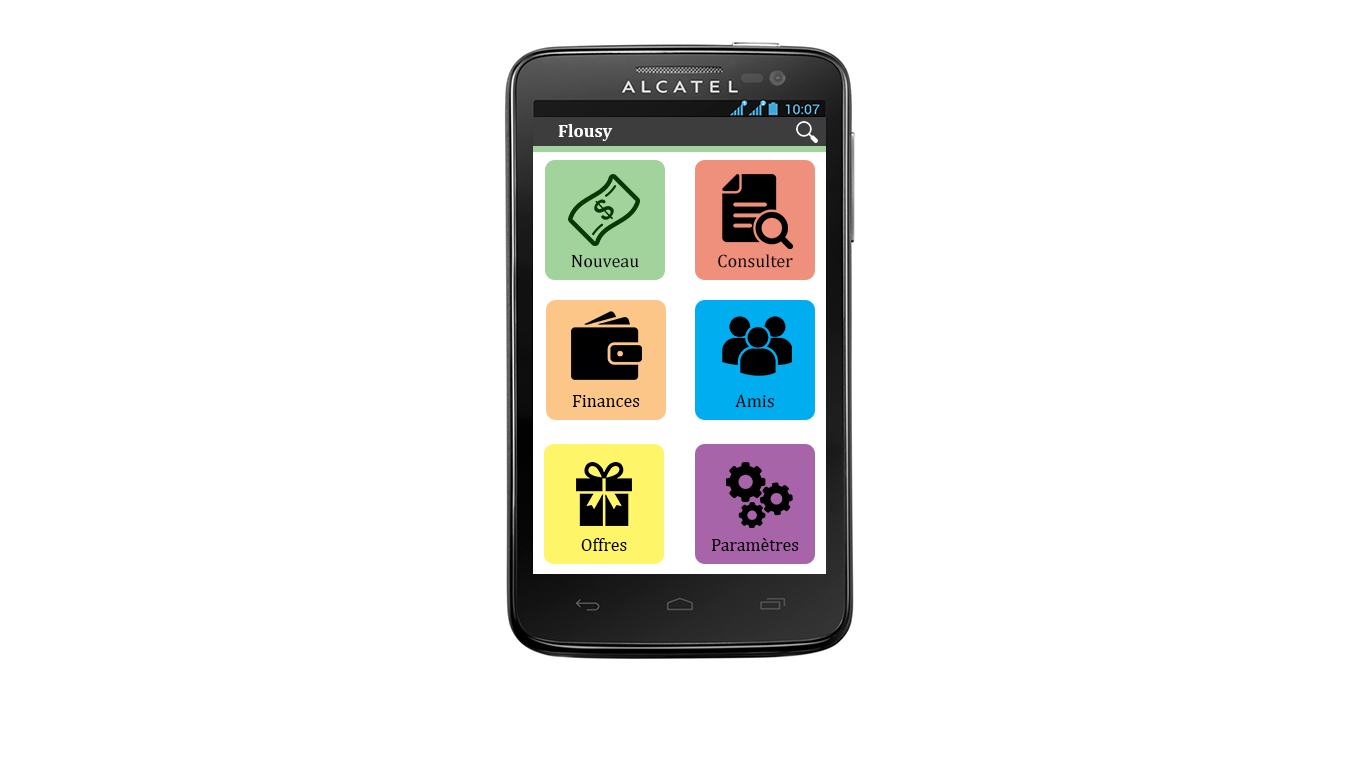 ALCATEL
10:07
Flousy
Nouveau
Consulter
Finances
Amis
Offres
Paramètres